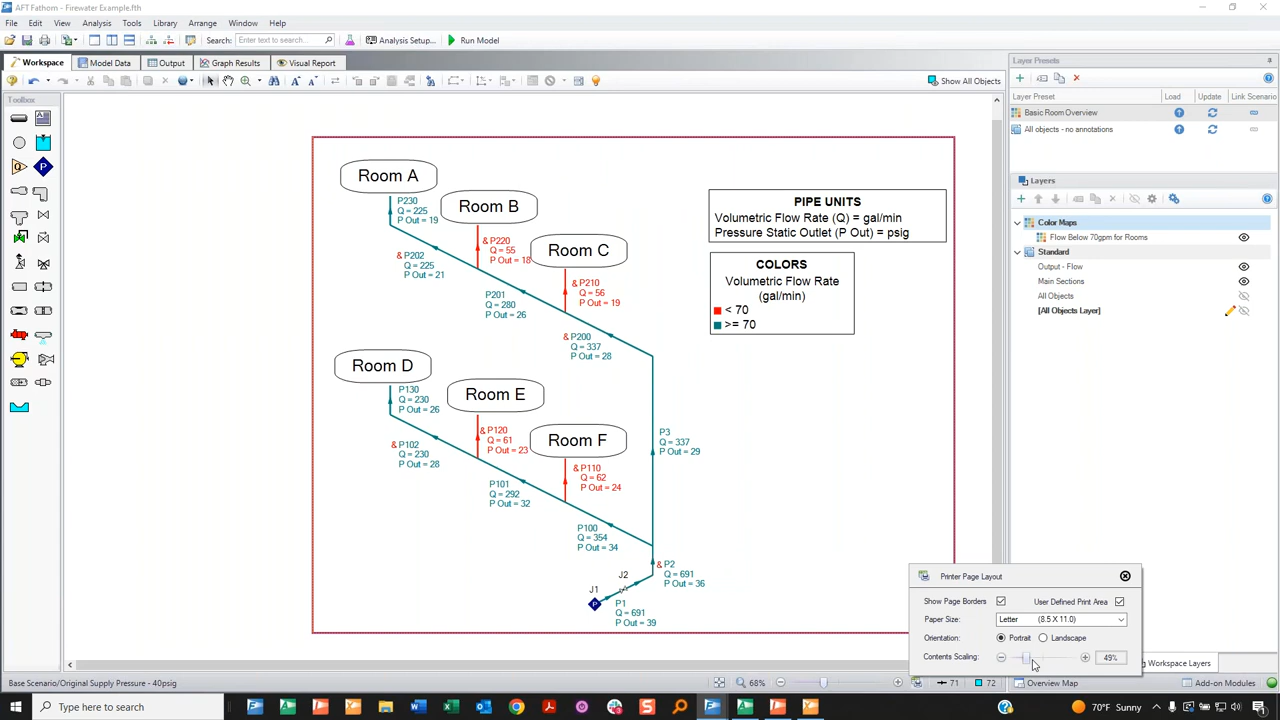 AFT Fathom - Firewater Example.fth
File Edit View Analysis Tools Library Arrange Window Help
Search: Enter text to search... Analysis Setup... Run Model
Workspace Model Data Output Graph Results Visual Report
Show All Objects
Toolbox
Room A
P230
Q = 225
P Out = 19
Room B
& P220
Q = 55
P Out = 18
Room C
& P202
Q = 225
P Out = 21
& P210
Q = 56
P Out = 19
P201
Q = 280
P Out = 26
& P200
Q = 337
P Out = 28
PIPE UNITS
Volumetric Flow Rate (Q) = gal/min
Pressure Static Outlet (P Out) = psig
COLORS
Volumetric Flow Rate
(gal/min)
< 70
>= 70
Room D
P130
Q = 230
P Out = 26
Room E
& P120
Q = 61
P Out = 23
Room F
& P102
Q = 230
P Out = 28
& P110
Q = 62
P Out = 24
P101
Q = 292
P Out = 32
P3
Q = 337
P Out = 29
P100
Q = 354
P Out = 34
& P2
Q = 691
P Out = 36
J2
J1
P
P1
Q = 691
P Out = 39
Layer Presets
Layer Preset Load Update Link Scenario
Basic Room Overview
All objects - no annotations
Layers
Color Maps
Flow Below 70gpm for Rooms
Standard
Output - Flow
Main Sections
All Objects
[All Objects Layer]
Printer Page Layout
Show Page Borders User Defined Print Area
Paper Size: Letter (8.5 X 11.0)
Orientation: Portrait Landscape
Contents Scaling: 49%
Workspace Layers
Base Scenario/Original Supply Pressure - 40psig
68%
71 72
Overview Map Add-on Modules
Type here to search
70°F Sunny